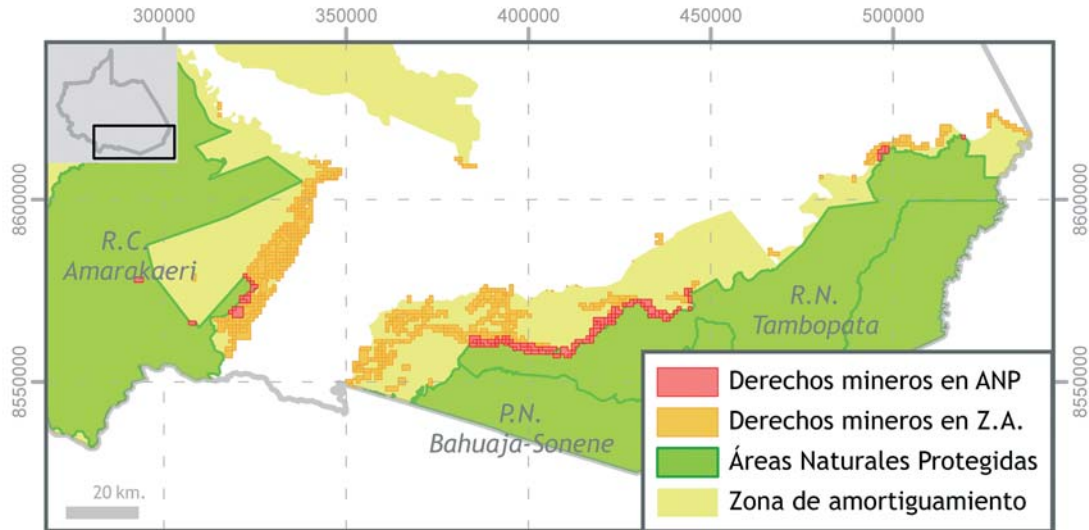 300000 350000 400000 450000 500000
8600000 8600000
R.C.
Amarakaeri
R.N.
Tambopata
8550000 8550000
P.N.
Bahuaja-Sonene
20 km.
Derechos mineros en ANP
Derechos mineros en Z.A.
Áreas Naturales Protegidas
Zona de amortiguamiento